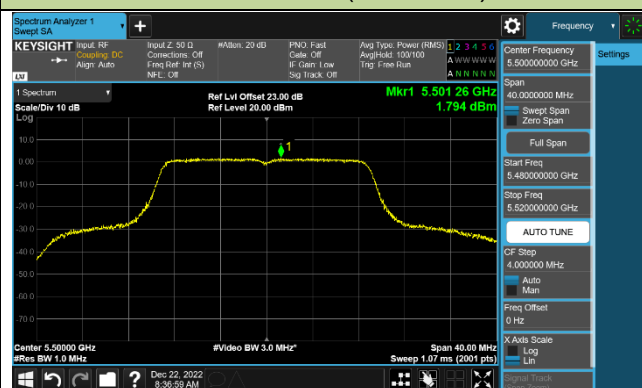 Spectrum Analyzer 1
Swept SA
Frequency
KEYSIGHT
Input: RF
Coupling: DC
Align: Auto
Input Z: 50 Ω
Corrections: Off
Freq Ref: Int (S)
NFE: Off
#Atten: 20 dB
PNO: Fast
Gate: Off
IF Gain: Low
Sig Track: Off
Avg Type: Power (RMS)
Avg|Hold: 100/100
Trig: Free Run
1 2 3 4 5 6
A W W W W W
A N N N N N
LXI
1 Spectrum
Scale/Div 10 dB
Log
Ref Lvl Offset 23.00 dB
Ref Level 20.00 dBm
Mkr1 5.501 26 GHz
1.794 dBm
1
10.0
0.00
-10.0
-20.0
-30.0
-40.0
-50.0
-60.0
-70.0
Center 5.50000 GHz
#Res BW 1.0 MHz
#Video BW 3.0 MHz*
Span 40.00 MHz
Sweep 1.07 ms (2001 pts)
Dec 22, 2022
8:36:59 AM
Center Frequency
5.500000000 GHz
Settings
Span
40.0000000 MHz
Swept Span
Zero Span
Full Span
Start Freq
5.480000000 GHz
Stop Freq
5.520000000 GHz
AUTO TUNE
CF Step
4.000000 MHz
Auto
Man
Freq Offset
0 Hz
X Axis Scale
Log
Lin
Signal Track